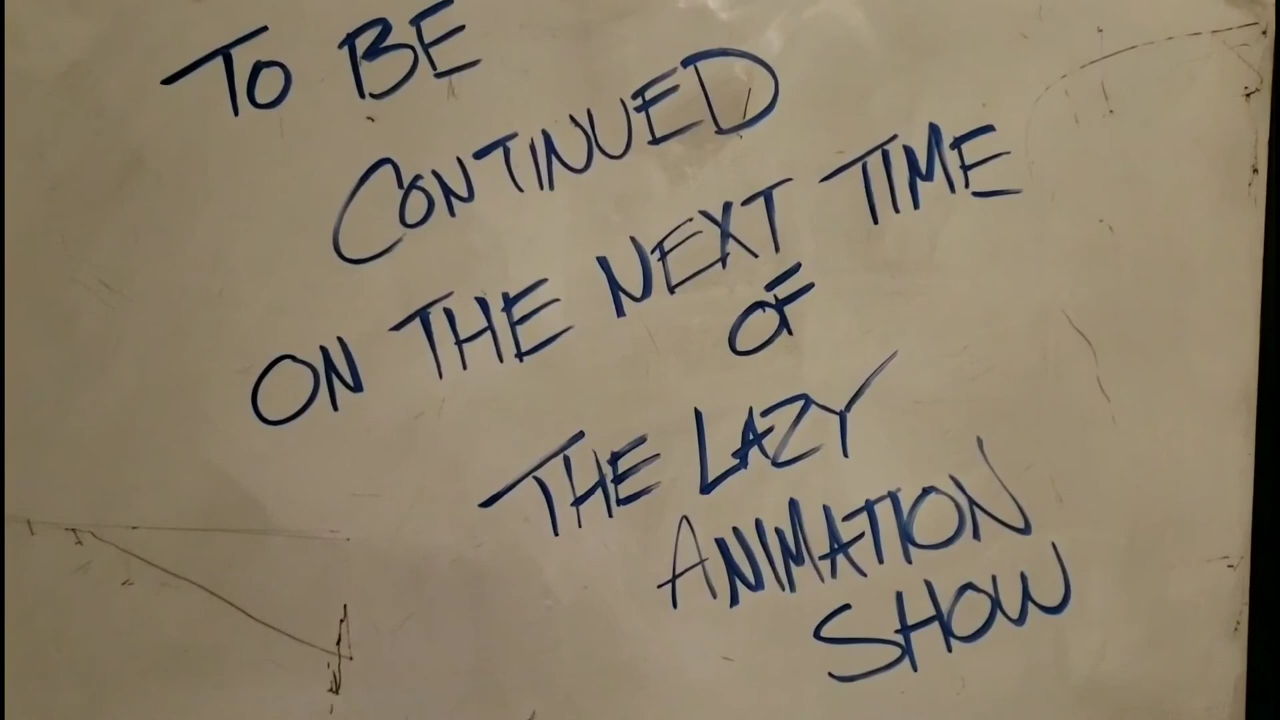 TO BE
CONTINUED
ON THE NEXT TIME
OF
THE LAZY
ANIMATION
SHOW